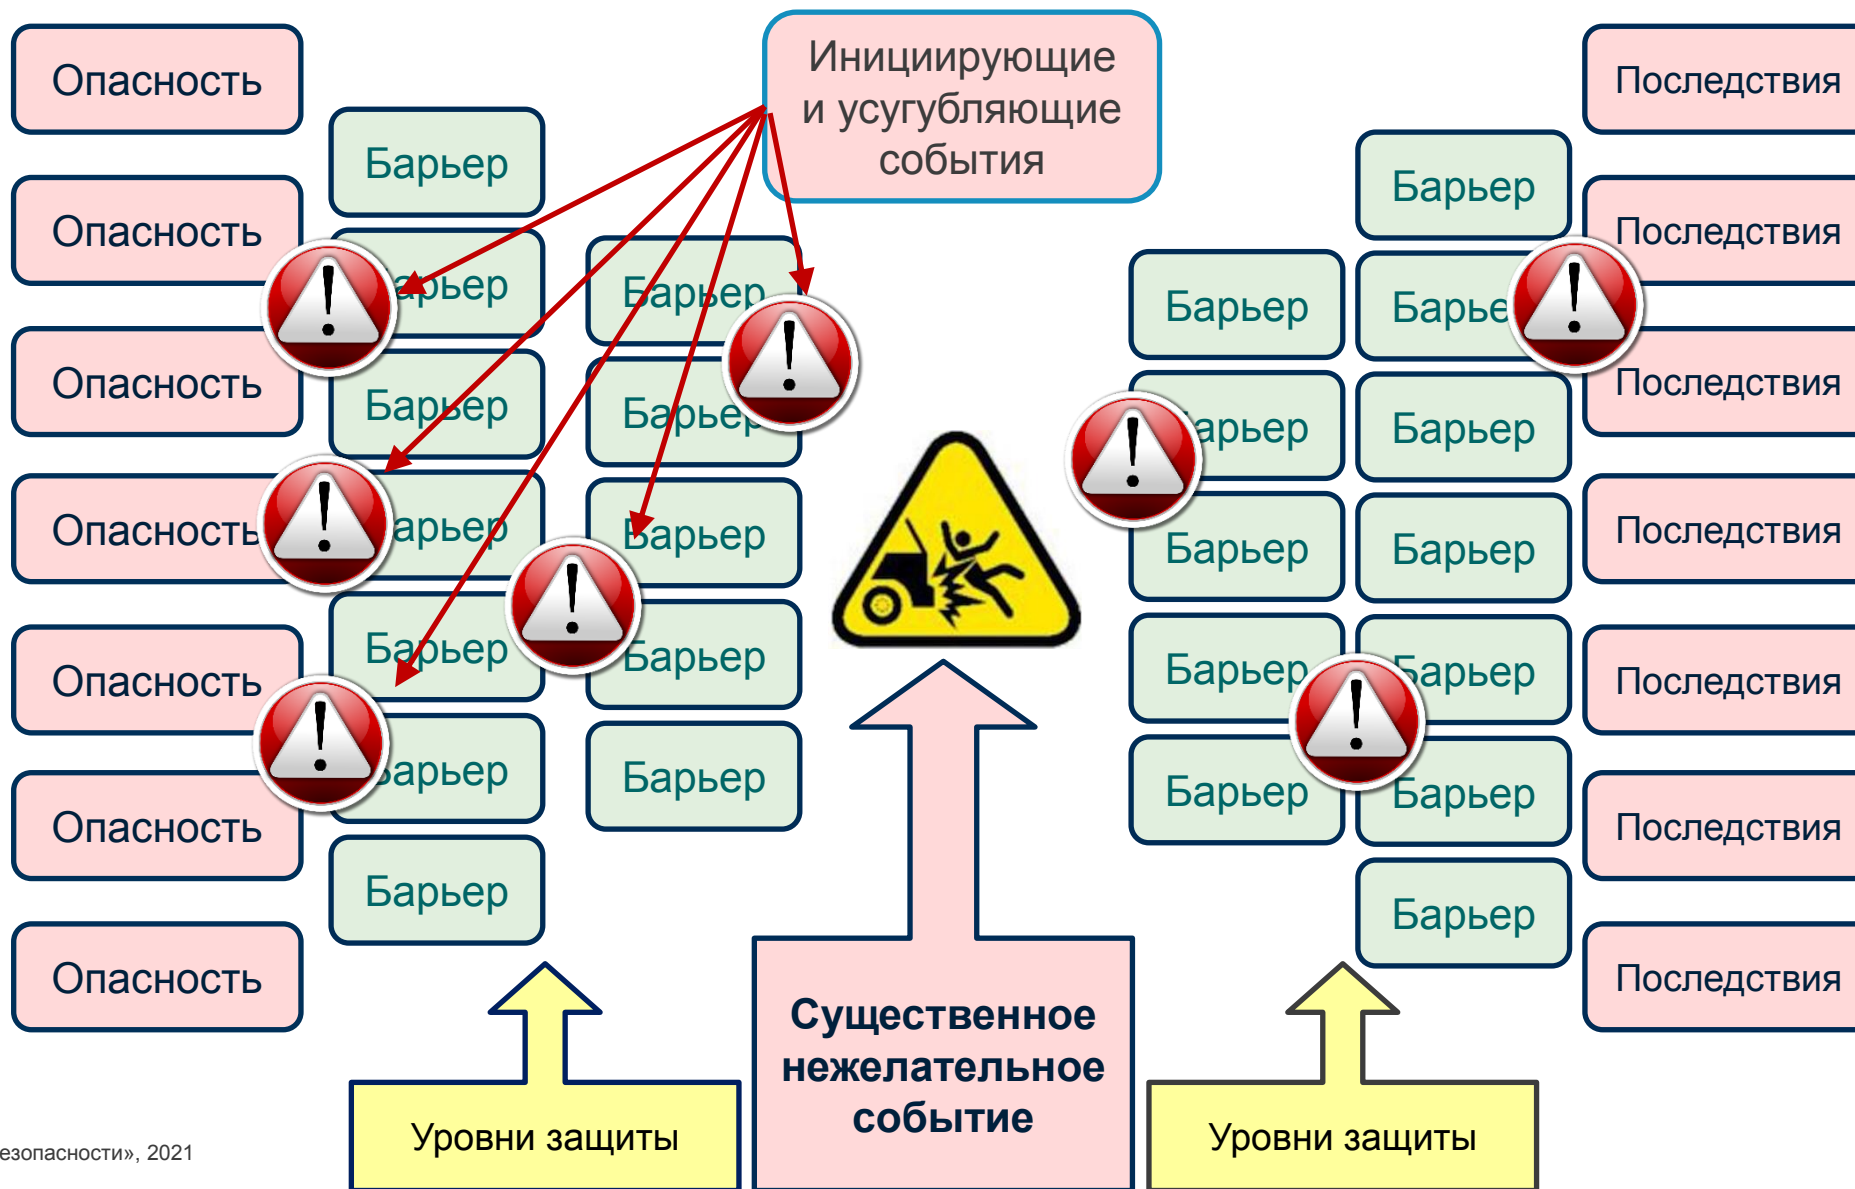 Опасность
Опасность
Опасность
Опасность
Опасность
Опасность
Опасность
Барьер
Барьер
Барьер
Барьер
Барьер
Барьер
Барьер
Барьер
Барьер
Барьер
Барьер
Барьер
Инициирующие
и усугубляющие
события
Барьер
Барьер
Барьер
Барьер
Барьер
Барьер
Барьер
Барьер
Барьер
Барьер
Барьер
Барьер
Последствия
Последствия
Последствия
Последствия
Последствия
Последствия
Последствия
Уровни защиты
Существенное
нежелательное
событие
Уровни защиты
езопасности», 2021